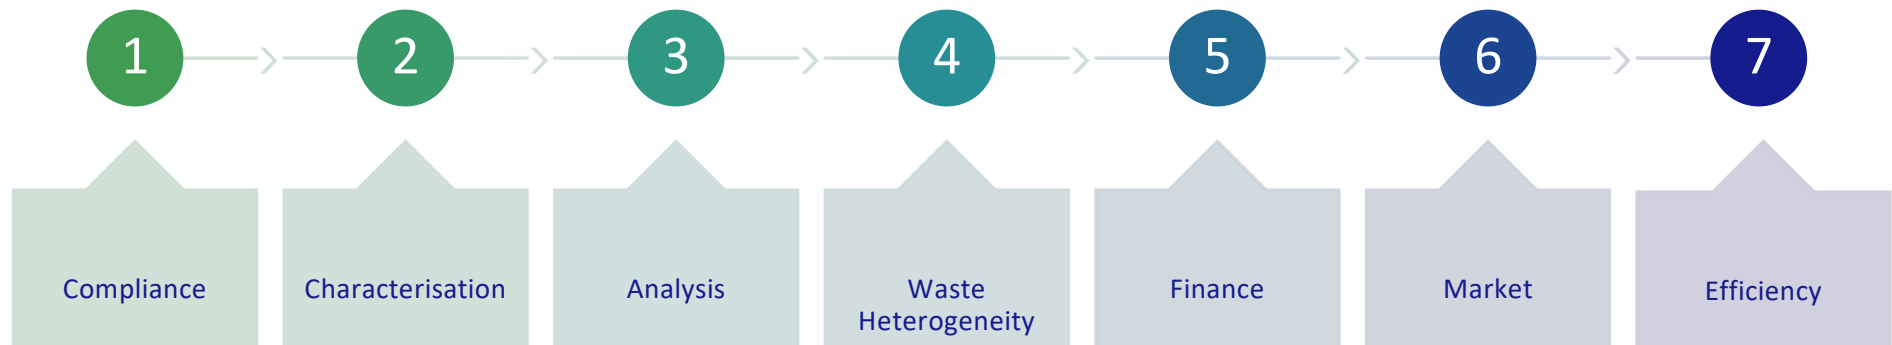 1
2
3
4
5
6
7
Compliance
Characterisation
Analysis
Waste
Heterogeneity
Finance
Market
Efficiency